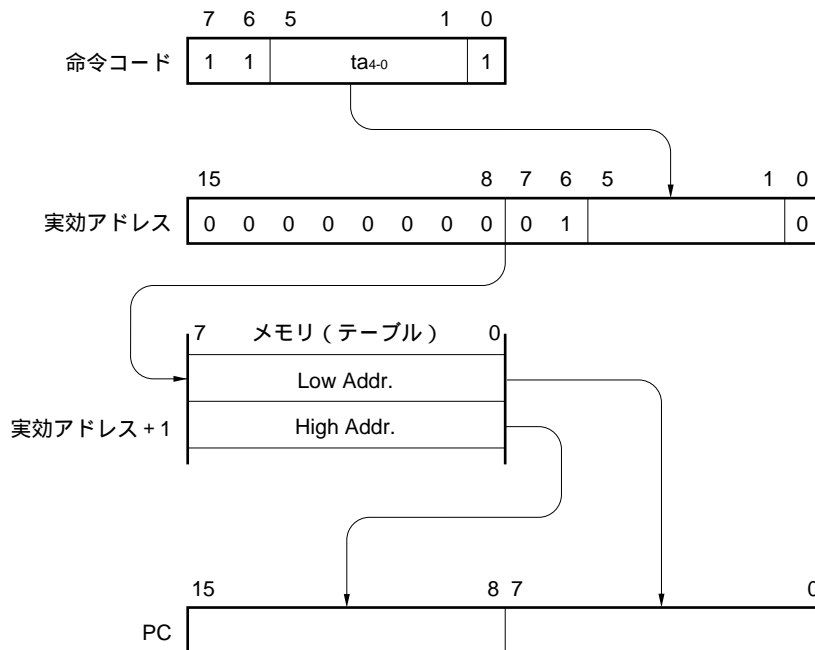 7 6 5 1 0
命令コード 1 1 ta4-0 1
15 8 7 6 5 1 0
実効アドレス 0 0 0 0 0 0 0 0 0 1 0
7 メモリ(テーブル) 0
Low Addr.
実効アドレス+1 High Addr.
15 8 7 0
PC